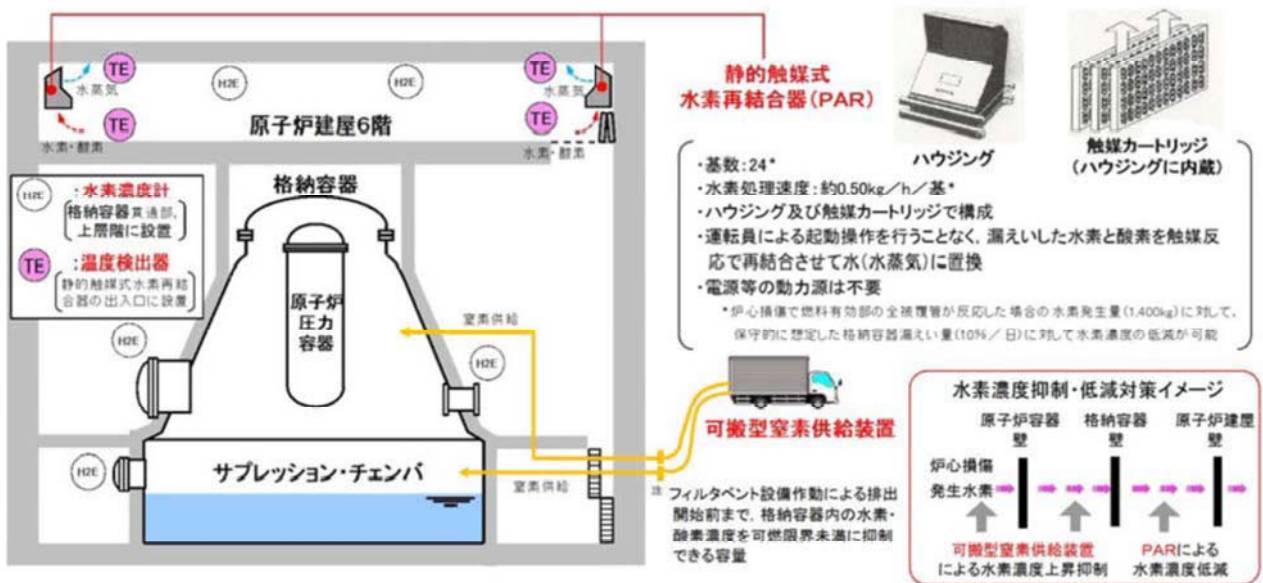 TE
水蒸気
H2E
H2E
TE
水蒸気
TE
水素・酸素
原子炉建屋6階
TE
水素・酸素
格納容器
H2E
:水素濃度計
格納容器貫通部,
上層階に設置
TE
:温度検出器
静的触媒式水素再結
合器の出入口に設置
原子炉
圧力
容器
窒素供給
H2E
H2E
H2E
サプレッション・チェンバ
窒素供給
静的触媒式
水素再結合器(PAR)
ハウジング
触媒カートリッジ
(ハウジングに内蔵)
・基数:24*
・水素処理速度:約0.50kg/h/基*
・ハウジング及び触媒カートリッジで構成
・運転員による起動操作を行うことなく,漏えいした水素と酸素を触媒反
応で再結合させて水(水蒸気)に置換
・電源等の動力源は不要
*炉心損傷で燃料有効部の全被覆管が反応した場合の水素発生量(1,400kg)に対して,
保守的に想定した格納容器漏えい量(10%/日)に対して水素濃度の低減が可能
可搬型窒素供給装置
フィルタベント設備作動による排出
開始前まで,格納容器内の水素・
酸素濃度を可燃限界未満に抑制
できる容量
水素濃度抑制・低減対策イメージ
原子炉容器
壁
格納容器
壁
原子炉建屋
壁
炉心損傷
発生水素
可搬型窒素供給装置
による水素濃度上昇抑制
PARによる
水素濃度低減